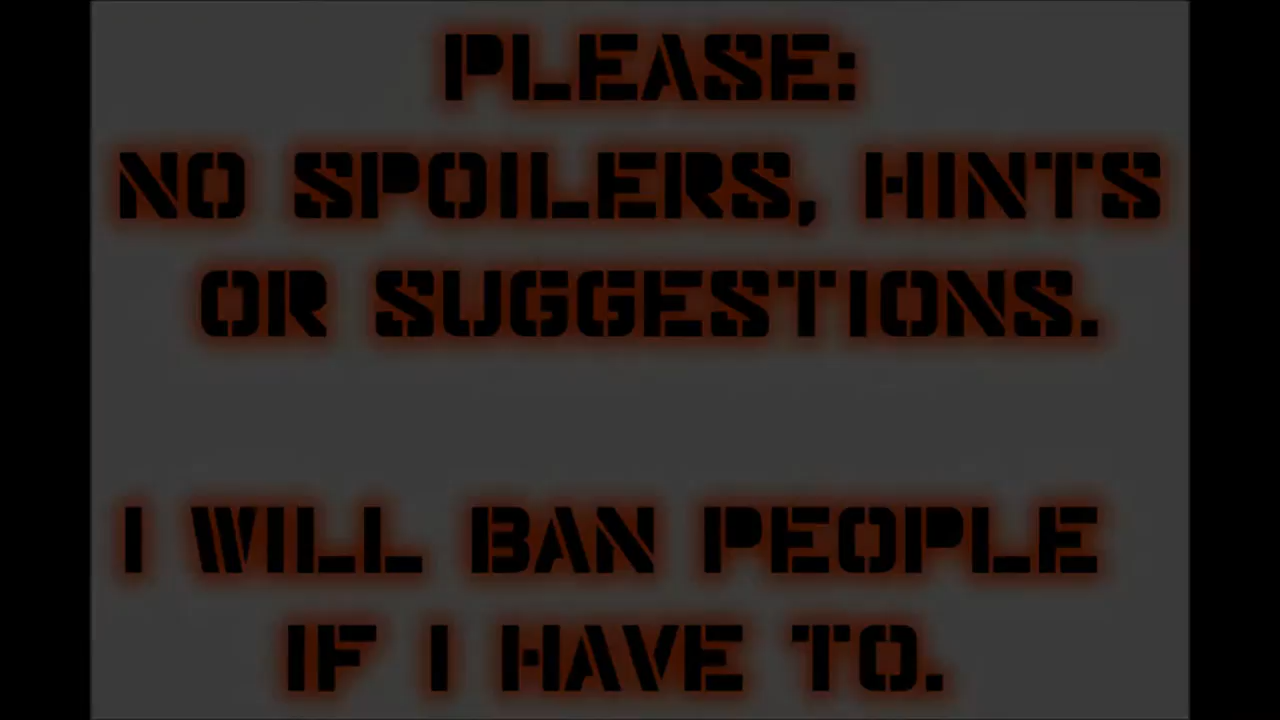 PLEASE:
NO SPOILERS, HINTS
OR SUGGESTIONS.
I WILL BAN PEOPLE
IF I HAVE TO.